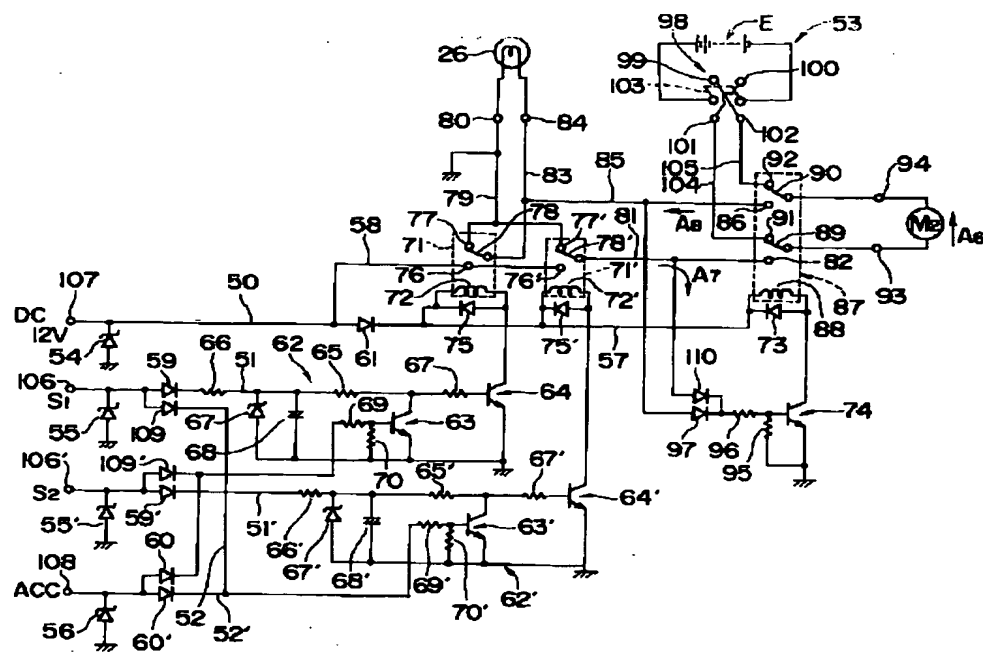 98 E 53
26 99 100
103
80 84 101 102
105
85 104 92 90 94
79 83
77 78 77' 81 86 91 M2 A6
58 71 78' A8 89
76 76' 71' 82
107 50 72 72' A7 87 93
DC 12V 88
54 61 75 75' 57 73
106 59 66 51 62 65 67 64 110
S1 69 74
55 109 67 68 63 97 96 95
106' 109' 70 65' 67'
S2 64'
55' 59' 51' 66' 63'
108 60 67' 68' 69' 70' 62'
ACC
56 60' 52 52'